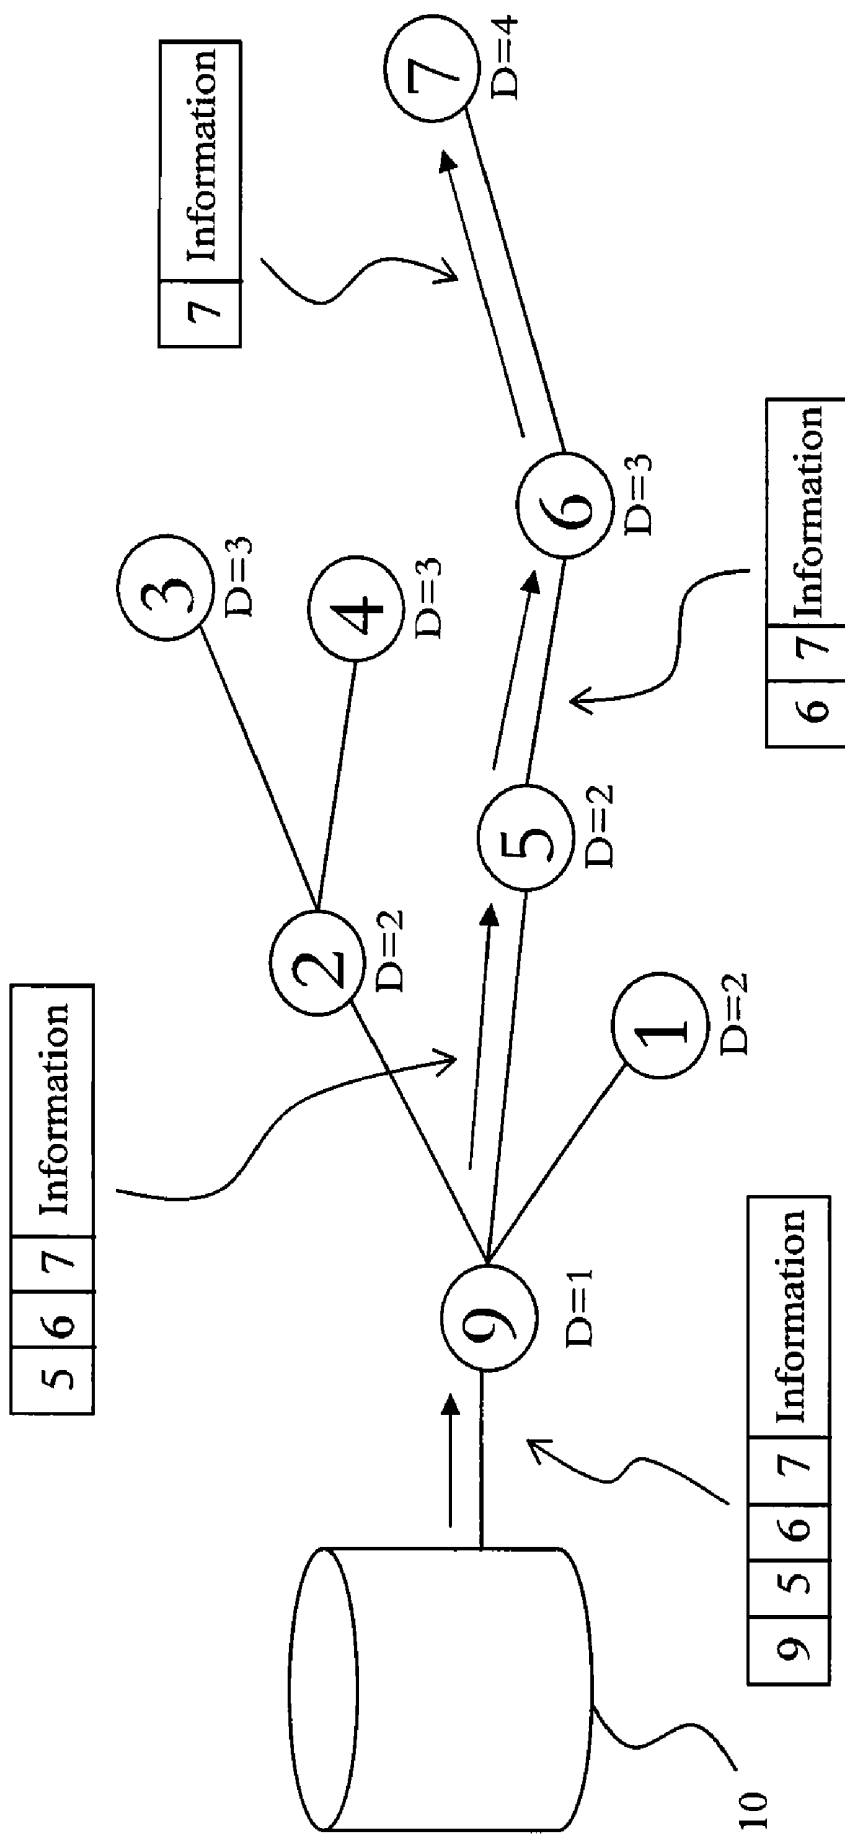 5 6 7 Information
7 Information
3
D=3
7
D=4
2
D=2
4
D=3
9
D=1
5
D=2
6
D=3
1
D=2
10
9 5 6 7 Information
6 7 Information